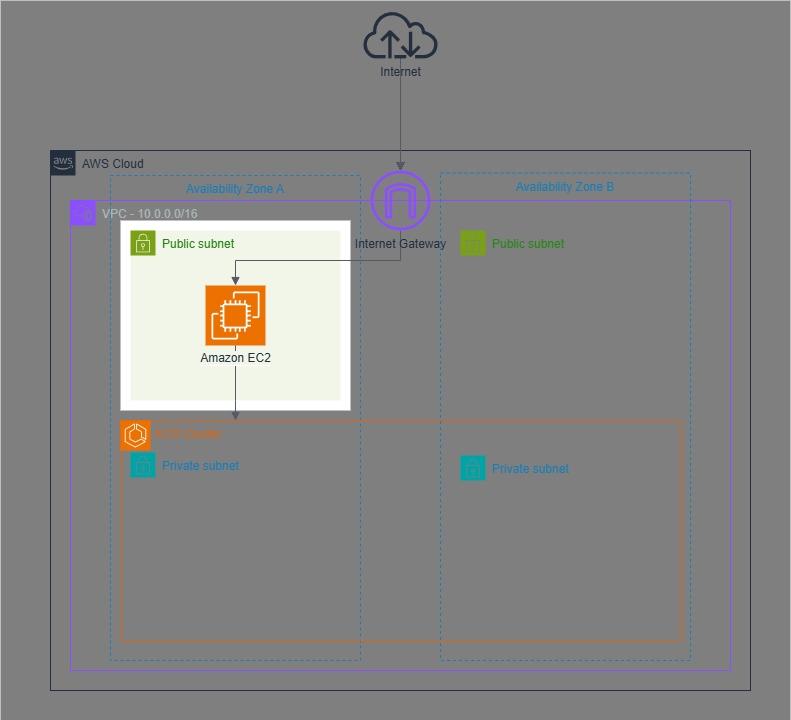 Internet
aws
AWS Cloud
Availability Zone A
Availability Zone B
VPC - 10.0.0.0/16
Public subnet
Internet Gateway
Public subnet
Amazon EC2
Private subnet
Private subnet